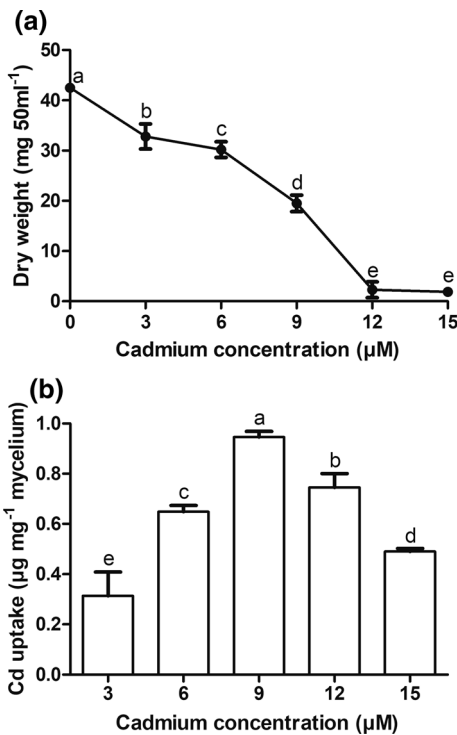 (a)
Dry weight (mg 50ml⁻¹)
50
40
30
20
10
0
a
b
c
d
e
e
0 3 6 9 12 15
Cadmium concentration (µM)
(b)
Cd uptake (µg mg⁻¹ mycelium)
1.0
0.8
0.6
0.4
0.2
0.0
e
c
a
b
d
3 6 9 12 15
Cadmium concentration (µM)